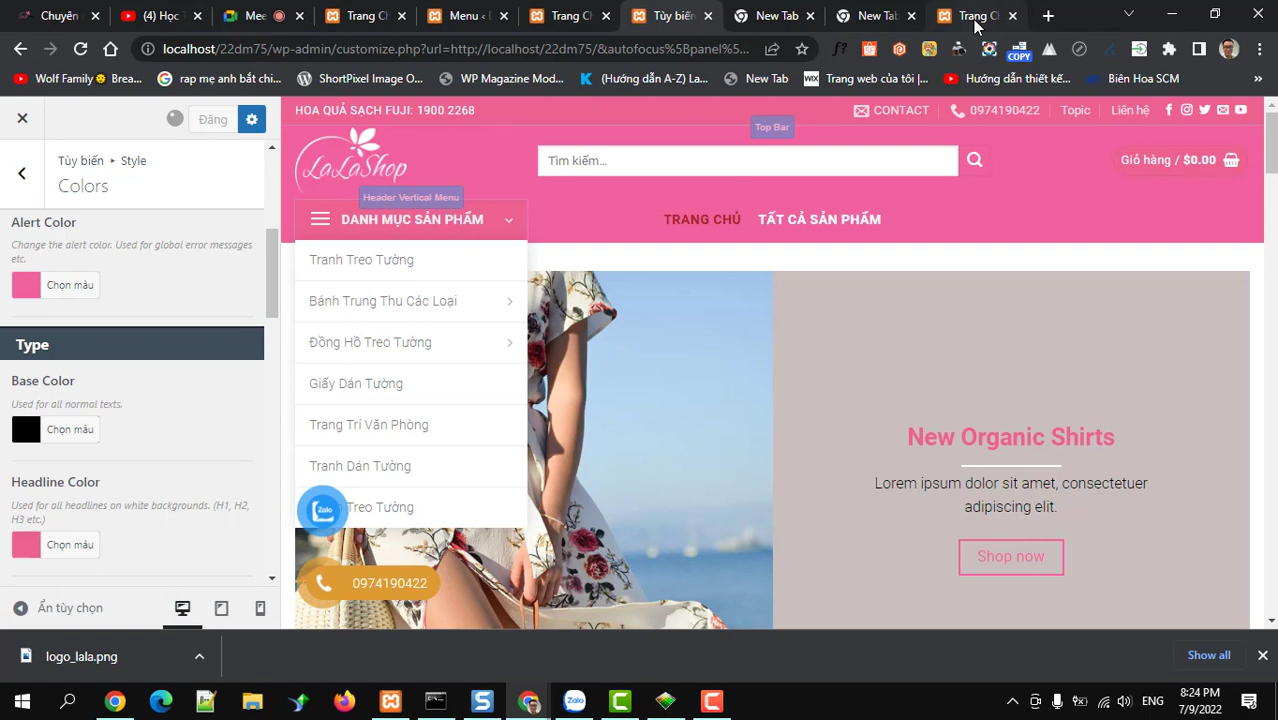 Chuyên
(4) Học T
Mee
Trang Ch
Menu ‹
Trang Ch
Tùy biến
New Tab
New Tab
Trang Ch
localhost/22dm75/wp-admin/customize.php?url=http://localhost/22dm75/&autofocus%5Bpanel%5...
COPY
Wolf Family Brea...
rap mẹ anh bắt chi...
ShortPixel Image O...
WP Magazine Mod...
(Hướng dẫn A-Z) La...
New Tab
Trang web của tôi |...
Hướng dẫn thiết kế...
Biên Hoa SCM
Đăng
Tùy biến ▸ Style
Colors
Alert Color
Change the alert color. Used for global error messages
etc.
Chọn màu
Type
Base Color
Used for all normal texts.
Chọn màu
Headline Color
Used for all headlines on white backgrounds. (H1, H2,
H3 etc.)
Chọn màu
Ẩn tùy chọn
HOA QUẢ SẠCH FUJI: 1900 2268
CONTACT
0974190422
Topic
Liên hệ
Top Bar
LaLaShop
Tìm kiếm...
Giỏ hàng / $0.00
Header Vertical Menu
DANH MỤC SẢN PHẨM
TRANG CHỦ
TẤT CẢ SẢN PHẨM
Tranh Treo Tường
Bánh Trung Thu Các Loại
Đồng Hồ Treo Tường
Giấy Dán Tường
Trang Trí Văn Phòng
Tranh Dán Tường
Treo Tường
Zalo
0974190422
New Organic Shirts
Lorem ipsum dolor sit amet, consectetuer
adipiscing elit.
Shop now
logo_lala.png
Show all
Zalo
ENG
8:24 PM
7/9/2022